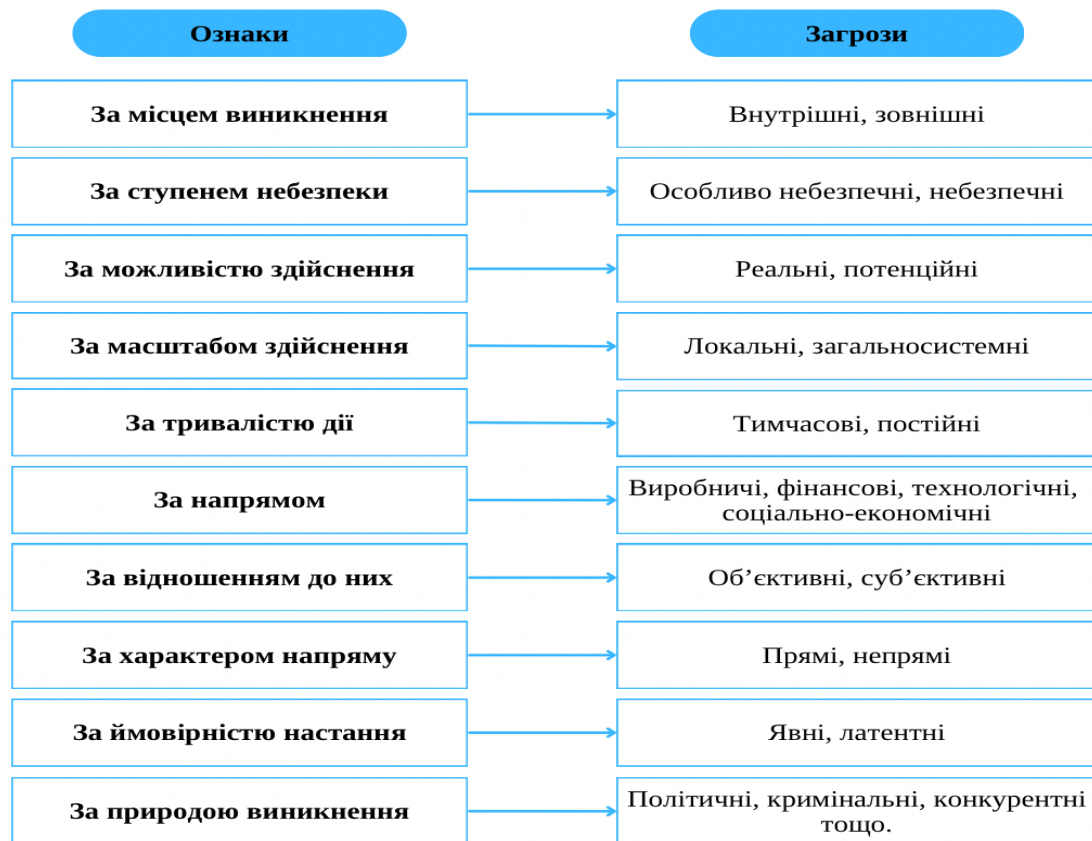 Ознаки
Загрози
За місцем виникнення
Внутрішні, зовнішні
За ступенем небезпеки
Особливо небезпечні, небезпечні
За можливістю здійснення
Реальні, потенційні
За масштабом здійснення
Локальні, загальносистемні
За тривалістю дії
Тимчасові, постійні
За напрямом
Виробничі, фінансові, технологічні,
соціально-економічні
За відношенням до них
Об’єктивні, суб’єктивні
За характером напряму
Прямі, непрямі
За ймовірністю настання
Явні, латентні
За природою виникнення
Політичні, кримінальні, конкурентні
тощо.